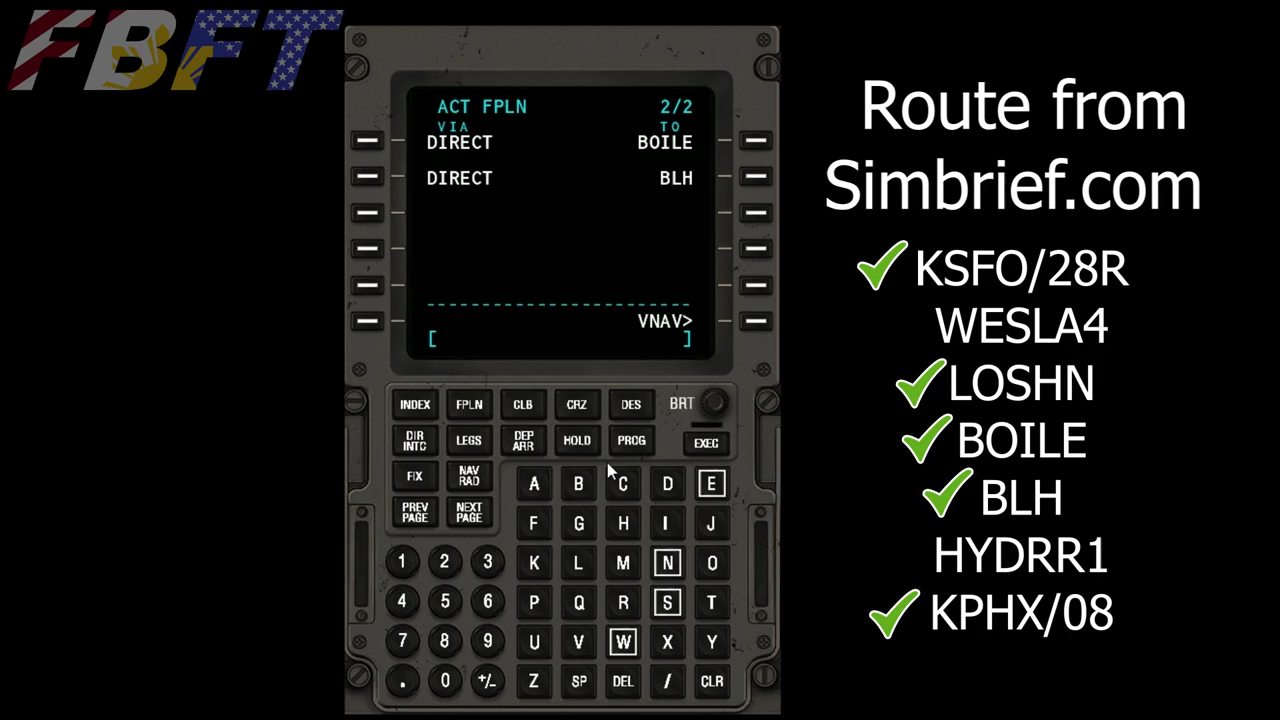 FBFT
ACT FPLN 2/2
VIA TO
DIRECT BOILE
DIRECT BLH
VNAV>
[ ]
INDEX FPLN CLB CRZ DES BRT
DIR INTC LEGS DEP ARR HOLD PROG EXEC
FIX NAV RAD
PREV PAGE NEXT PAGE
A B C D E
F G H I J
1 2 3 K L M N O
4 5 6 P Q R S T
7 8 9 U V W X Y
. 0 +/- Z SP DEL / CLR
Route from
Simbrief.com
KSFO/28R
WESLA4
LOSHN
BOILE
BLH
HYDRR1
KPHX/08